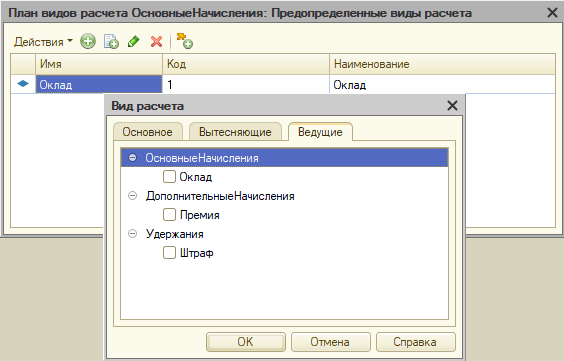 План видов расчета ОсновныеНачисления: Предопределенные виды расчета
Действия
Имя Код Наименование
Оклад 1 Оклад
Вид расчета
Основное Вытесняющие Ведущие
ОсновныеНачисления
Оклад
ДополнительныеНачисления
Премия
Удержания
Штраф
OK Отмена Справка